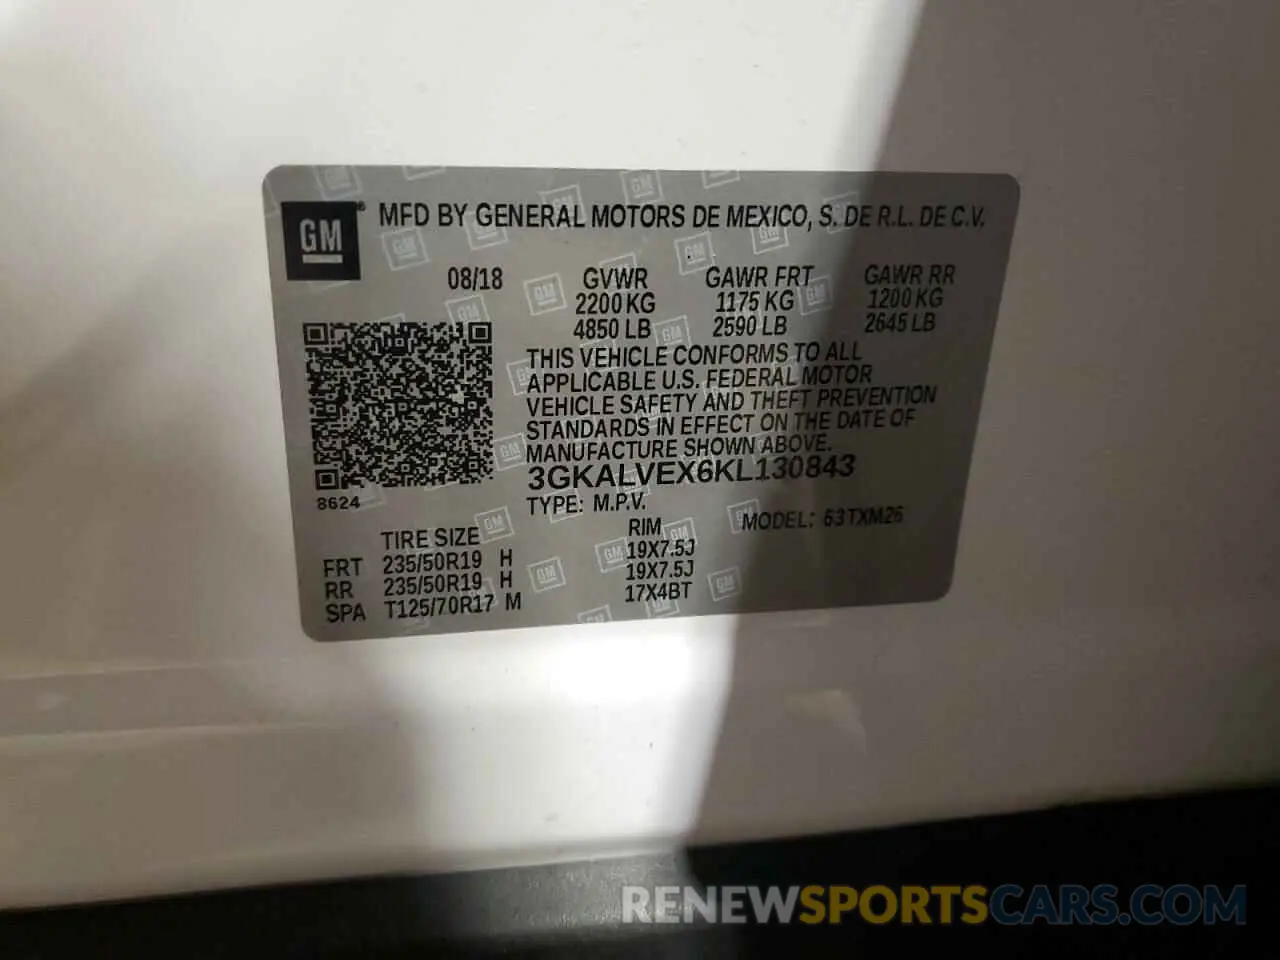 GM ® MFD BY GENERAL MOTORS DE MEXICO, S. DE R.L. DE C.V.
08/18 GVWR GAWR FRT GAWR RR
2200 KG 1175 KG 1200 KG
4850 LB 2590 LB 2645 LB
THIS VEHICLE CONFORMS TO ALL
APPLICABLE U.S. FEDERAL MOTOR
VEHICLE SAFETY AND THEFT PREVENTION
STANDARDS IN EFFECT ON THE DATE OF
MANUFACTURE SHOWN ABOVE.
3GKALVEX6KL130843
8624
TYPE: M.P.V.
MODEL: 63TXM26
TIRE SIZE RIM
FRT 235/50R19 H 19X7.5J
RR 235/50R19 H 19X7.5J
SPA T125/70R17 M 17X4BT
RENEWSPORTSCARS.COM